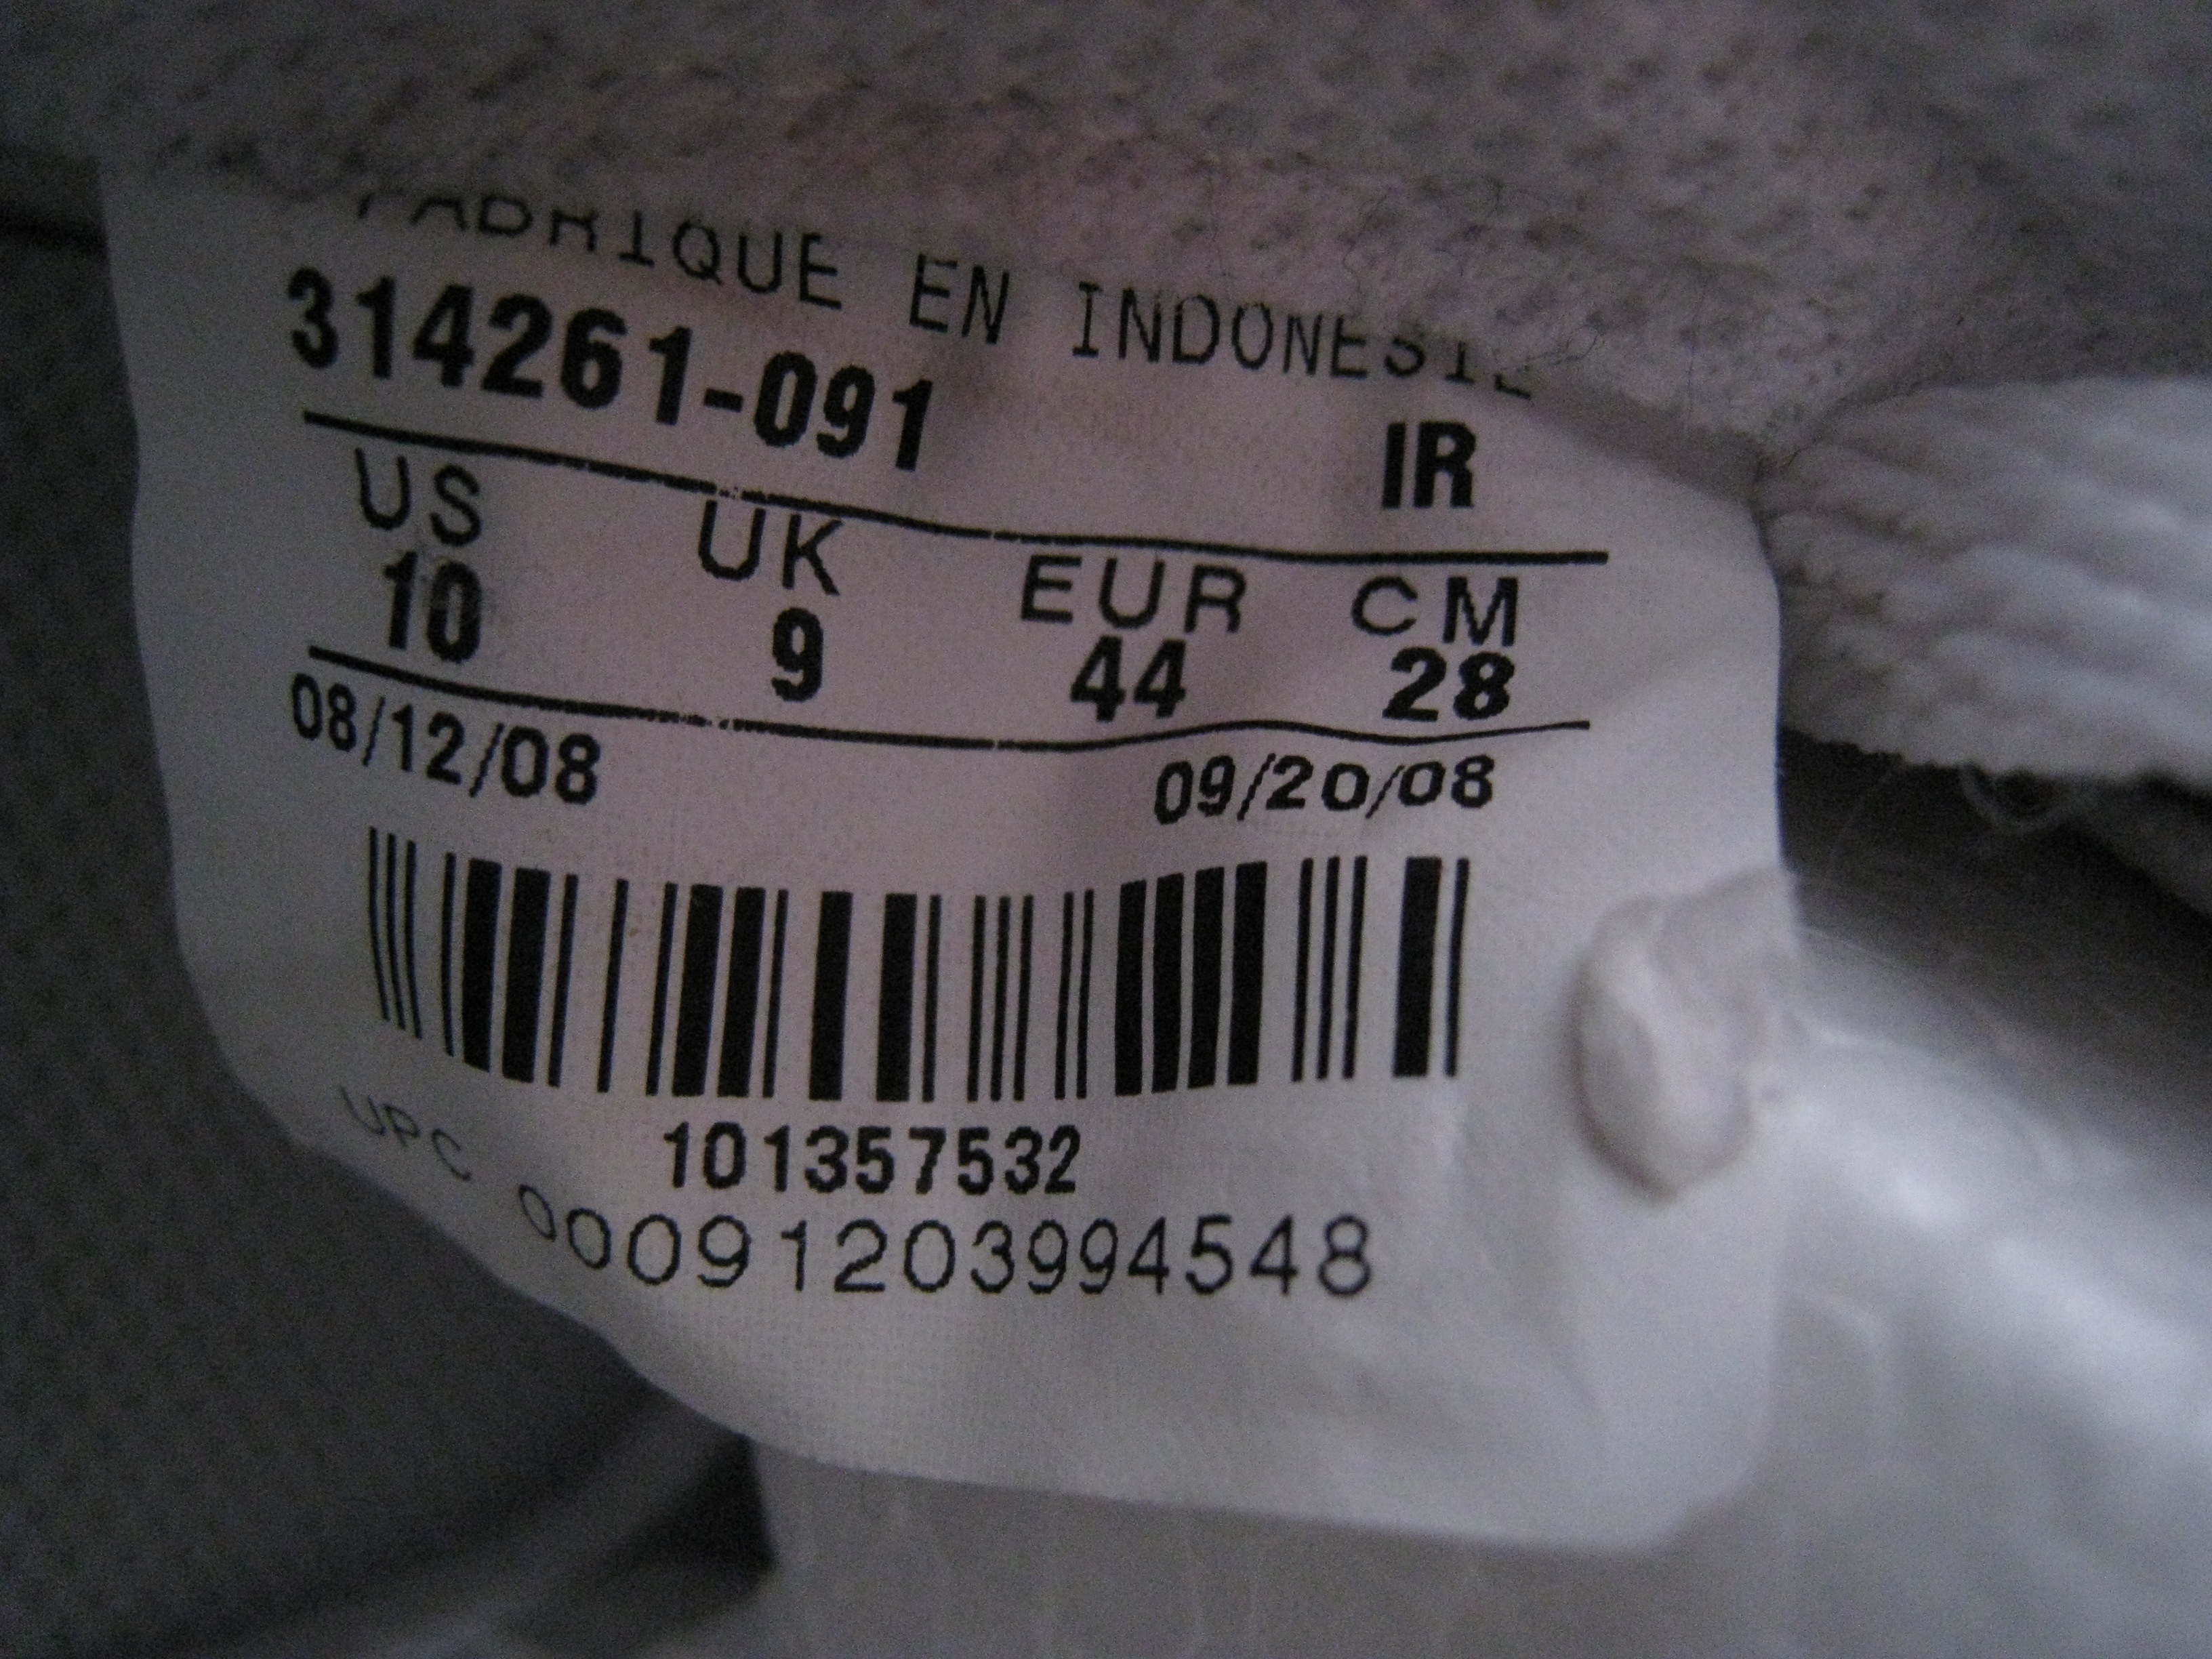 FABRIQUE EN INDONESIE
314261-091 IR
US UK EUR CM
10 9 44 28
08/12/08 09/20/08
101357532
UPC 00091203994548